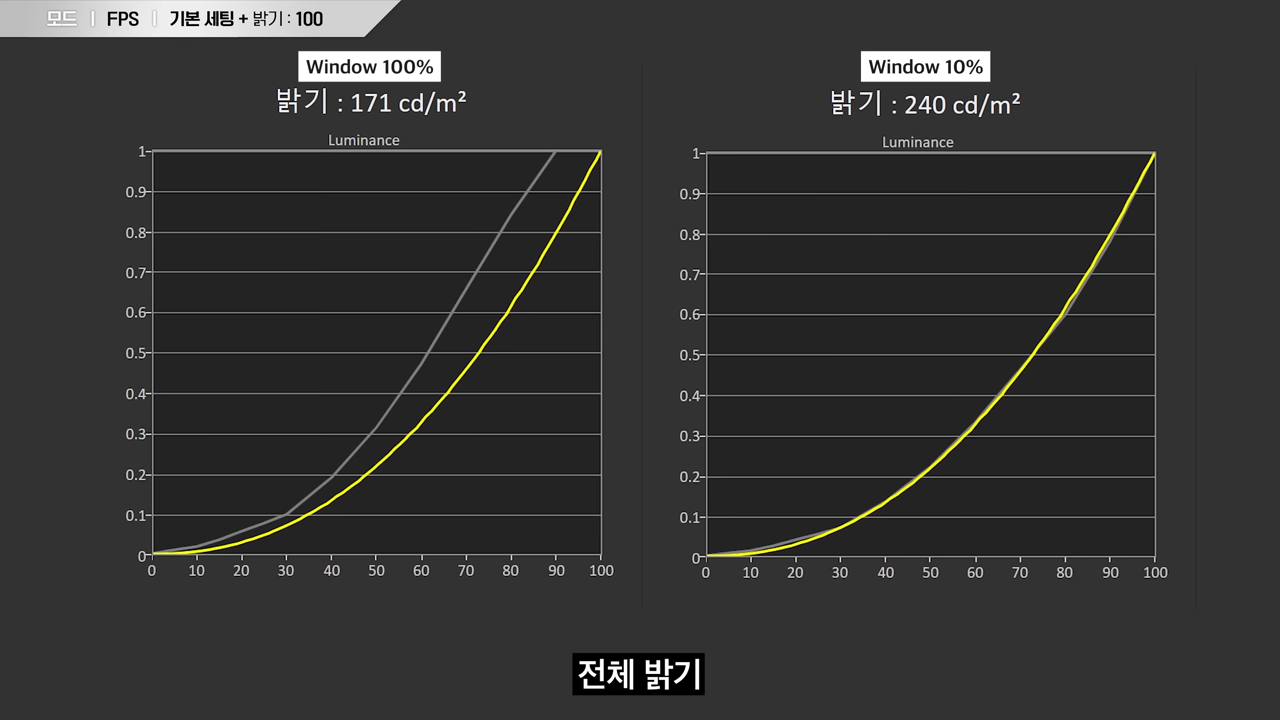 모드 | FPS | 기본 세팅 + 밝기 : 100
Window 100%
밝기 : 171 cd/m²
Luminance
1
0.9
0.8
0.7
0.6
0.5
0.4
0.3
0.2
0.1
0
0 10 20 30 40 50 60 70 80 90 100
Window 10%
밝기 : 240 cd/m²
Luminance
1
0.9
0.8
0.7
0.6
0.5
0.4
0.3
0.2
0.1
0
0 10 20 30 40 50 60 70 80 90 100
전체 밝기